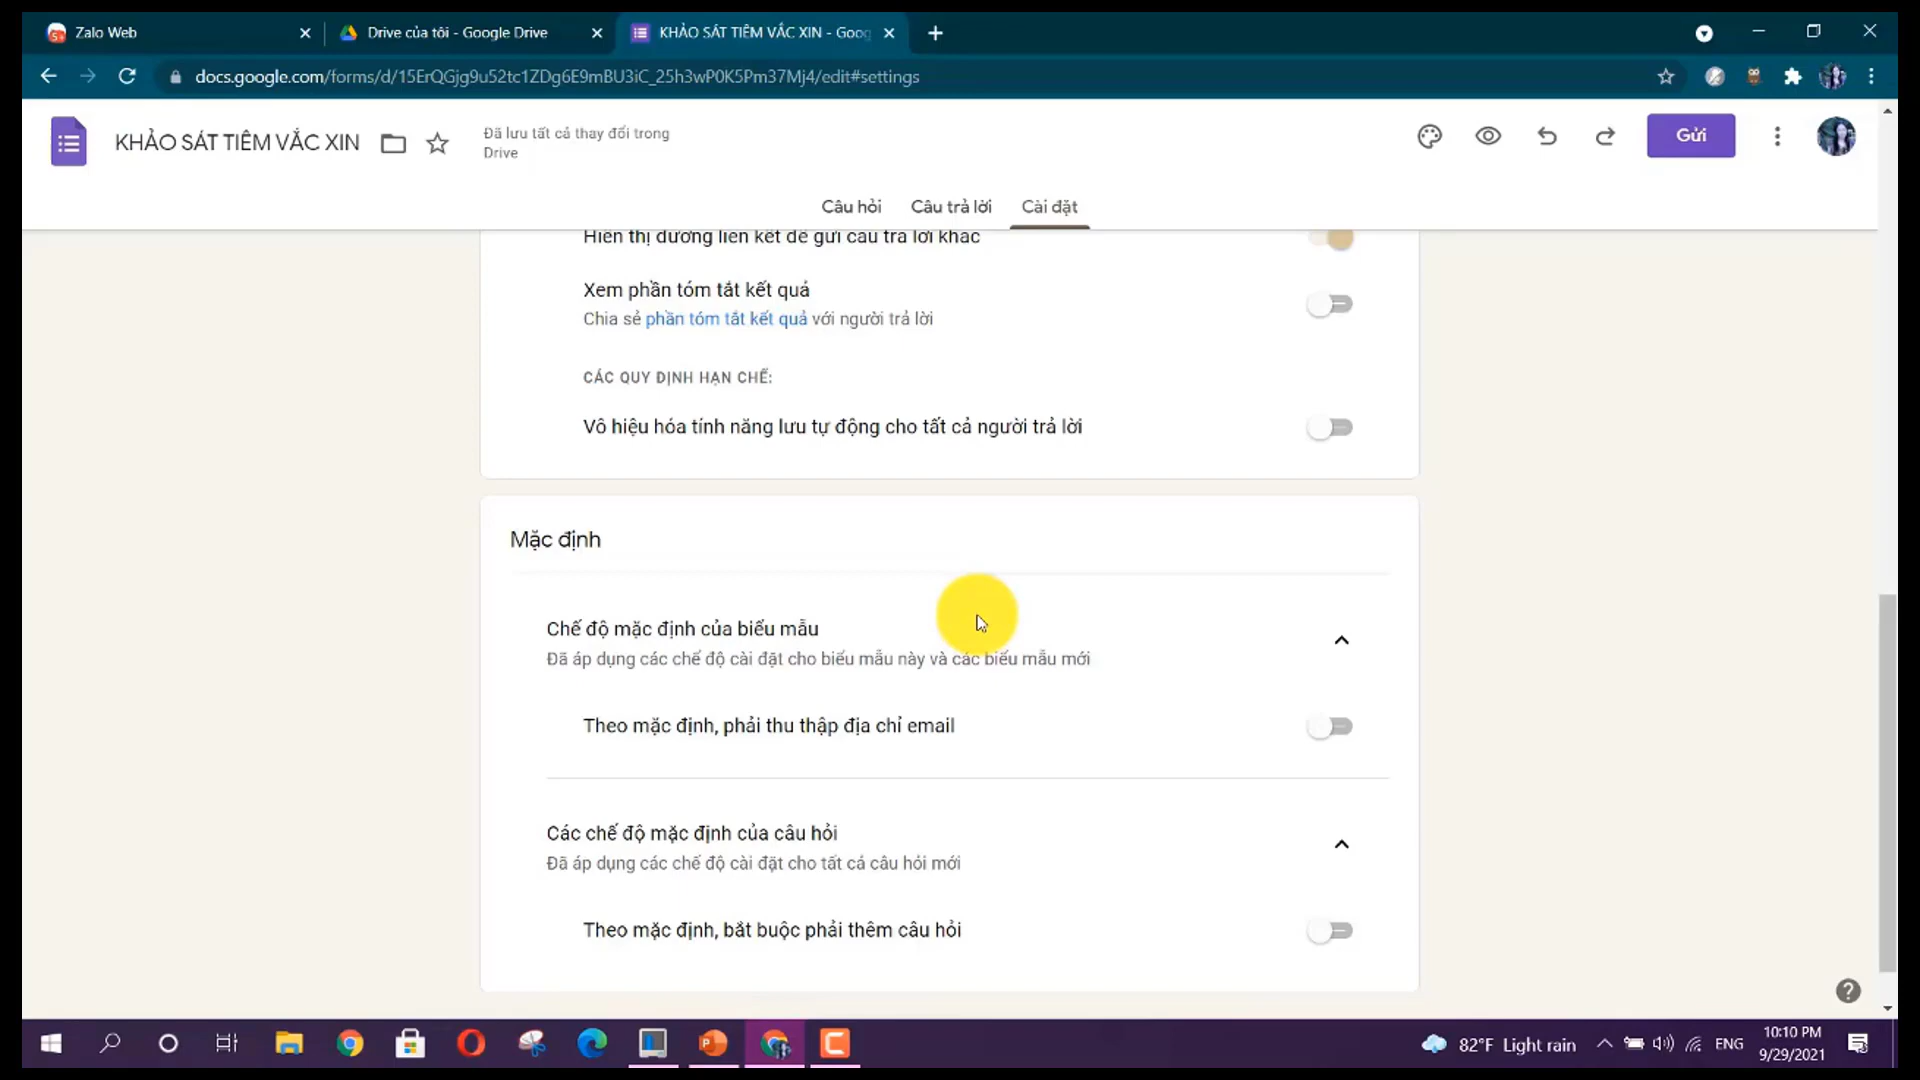 Zalo Web
Drive của tôi - Google Drive
KHẢO SÁT TIÊM VẮC XIN - Goog
docs.google.com/forms/d/15ErQGjg9u52tc1ZDg6E9mBU3iC_25h3wP0K5Pm37Mj4/edit#settings
KHẢO SÁT TIÊM VẮC XIN
Đã lưu tất cả thay đổi trong
Drive
Gửi
Câu hỏi
Câu trả lời
Cài đặt
Hiển thị đường liên kết để gửi câu trả lời khác
Xem phần tóm tắt kết quả
Chia sẻ phần tóm tắt kết quả với người trả lời
CÁC QUY ĐỊNH HẠN CHẾ:
Vô hiệu hóa tính năng lưu tự động cho tất cả người trả lời
Mặc định
Chế độ mặc định của biểu mẫu
Đã áp dụng các chế độ cài đặt cho biểu mẫu này và các biểu mẫu mới
Theo mặc định, phải thu thập địa chỉ email
Các chế độ mặc định của câu hỏi
Đã áp dụng các chế độ cài đặt cho tất cả câu hỏi mới
Theo mặc định, bắt buộc phải thêm câu hỏi
82°F Light rain
ENG
10:10 PM
9/29/2021